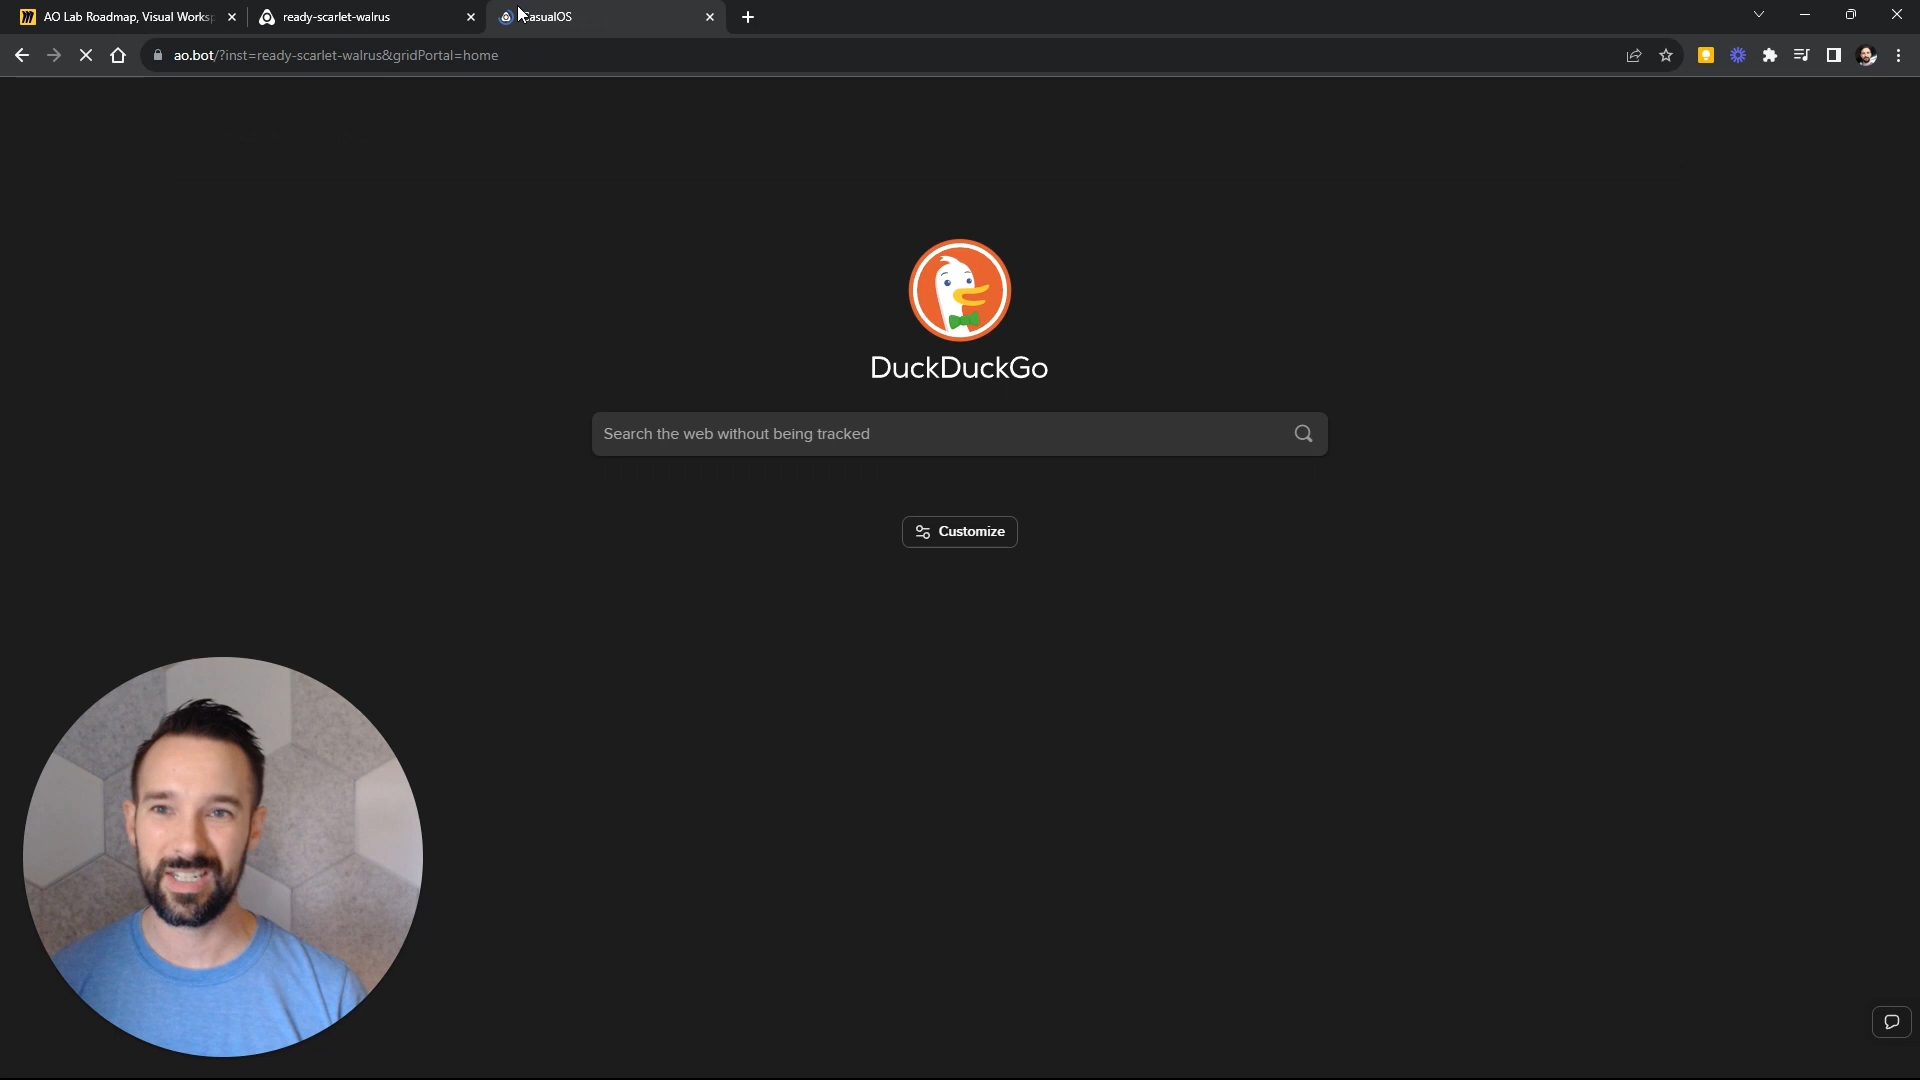 AO Lab Roadmap, Visual Works
ready-scarlet-walrus
CasualOS
ao.bot/?inst=ready-scarlet-walrus&gridPortal=home
DuckDuckGo
Search the web without being tracked
Customize